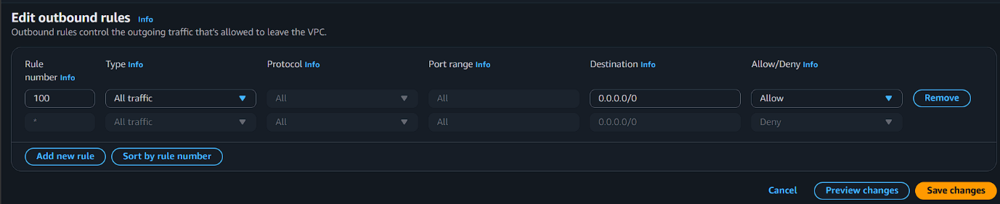 Edit outbound rules Info
Outbound rules control the outgoing traffic that's allowed to leave the VPC.
Rule number Info Type Info Protocol Info Port range Info Destination Info Allow/Deny Info
100 All traffic All All 0.0.0.0/0 Allow Remove
* All traffic All All 0.0.0.0/0 Deny
Add new rule Sort by rule number
Cancel Preview changes Save changes